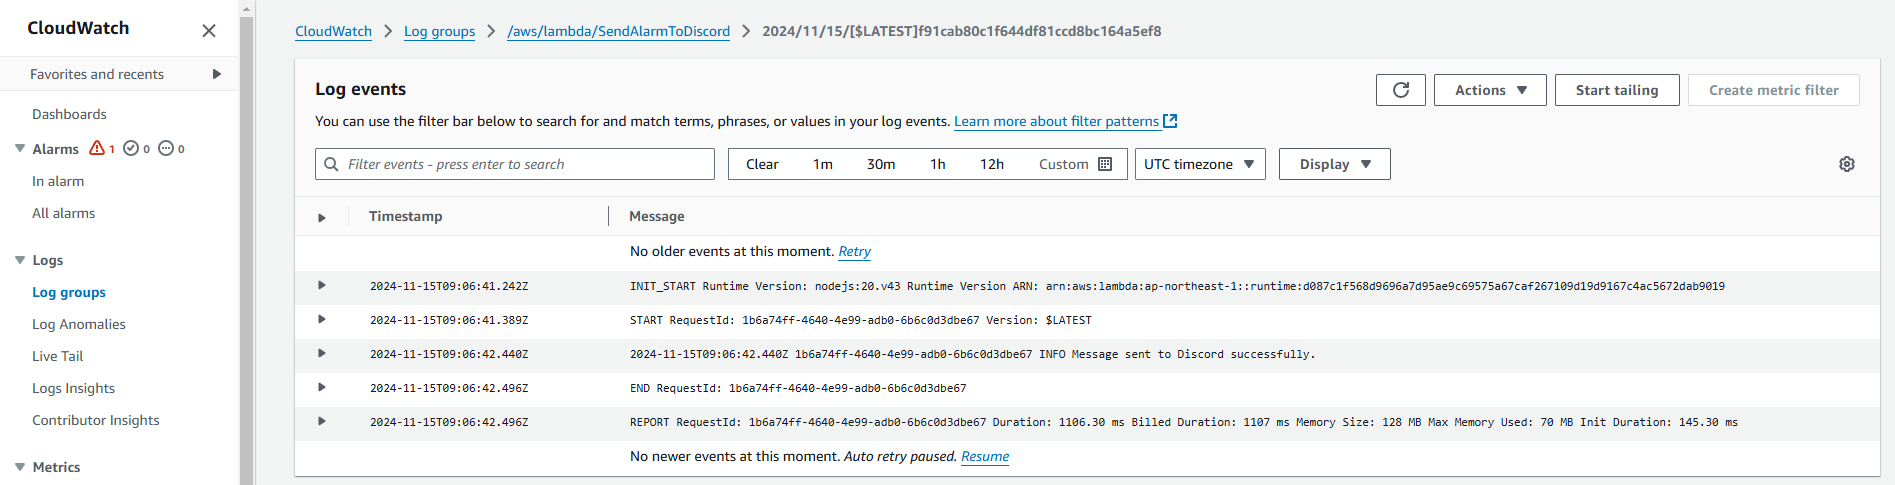 CloudWatch
Favorites and recents
Dashboards
Alarms 1 0 0
In alarm
All alarms
Logs
Log groups
Log Anomalies
Live Tail
Logs Insights
Contributor Insights
Metrics
CloudWatch Log groups /aws/lambda/SendAlarmToDiscord 2024/11/15/[$LATEST]f91cab80c1f644df81ccd8bc164a5ef8
Log events
Actions Start tailing Create metric filter
You can use the filter bar below to search for and match terms, phrases, or values in your log events. Learn more about filter patterns
Filter events - press enter to search Clear 1m 30m 1h 12h Custom UTC timezone Display
Timestamp Message
No older events at this moment. Retry
2024-11-15T09:06:41.242Z INIT_START Runtime Version: nodejs:20.v43 Runtime Version ARN: arn:aws:lambda:ap-northeast-1::runtime:d087c1f568d9696a7d95ae9c69575a67caf267109d19d9167c4ac5672dab9019
2024-11-15T09:06:41.389Z START RequestId: 1b6a74ff-4640-4e99-adb0-6b6c0d3dbe67 Version: $LATEST
2024-11-15T09:06:42.440Z 2024-11-15T09:06:42.440Z 1b6a74ff-4640-4e99-adb0-6b6c0d3dbe67 INFO Message sent to Discord successfully.
2024-11-15T09:06:42.496Z END RequestId: 1b6a74ff-4640-4e99-adb0-6b6c0d3dbe67
2024-11-15T09:06:42.496Z REPORT RequestId: 1b6a74ff-4640-4e99-adb0-6b6c0d3dbe67 Duration: 1106.30 ms Billed Duration: 1107 ms Memory Size: 128 MB Max Memory Used: 70 MB Init Duration: 145.30 ms
No newer events at this moment. Auto retry paused. Resume